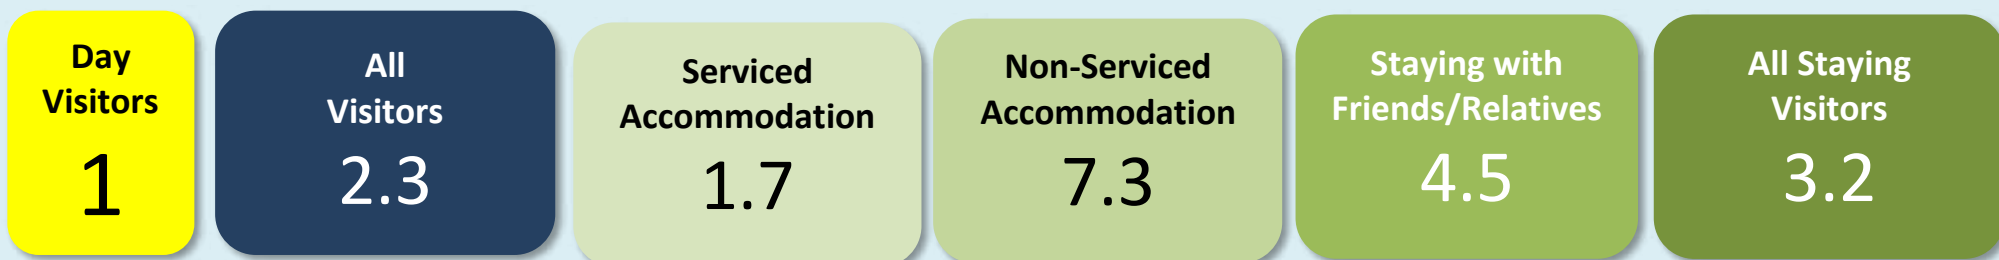 Day
Visitors
1
All
Visitors
2.3
Serviced
Accommodation
1.7
Non-Serviced
Accommodation
7.3
Staying with
Friends/Relatives
4.5
All Staying
Visitors
3.2